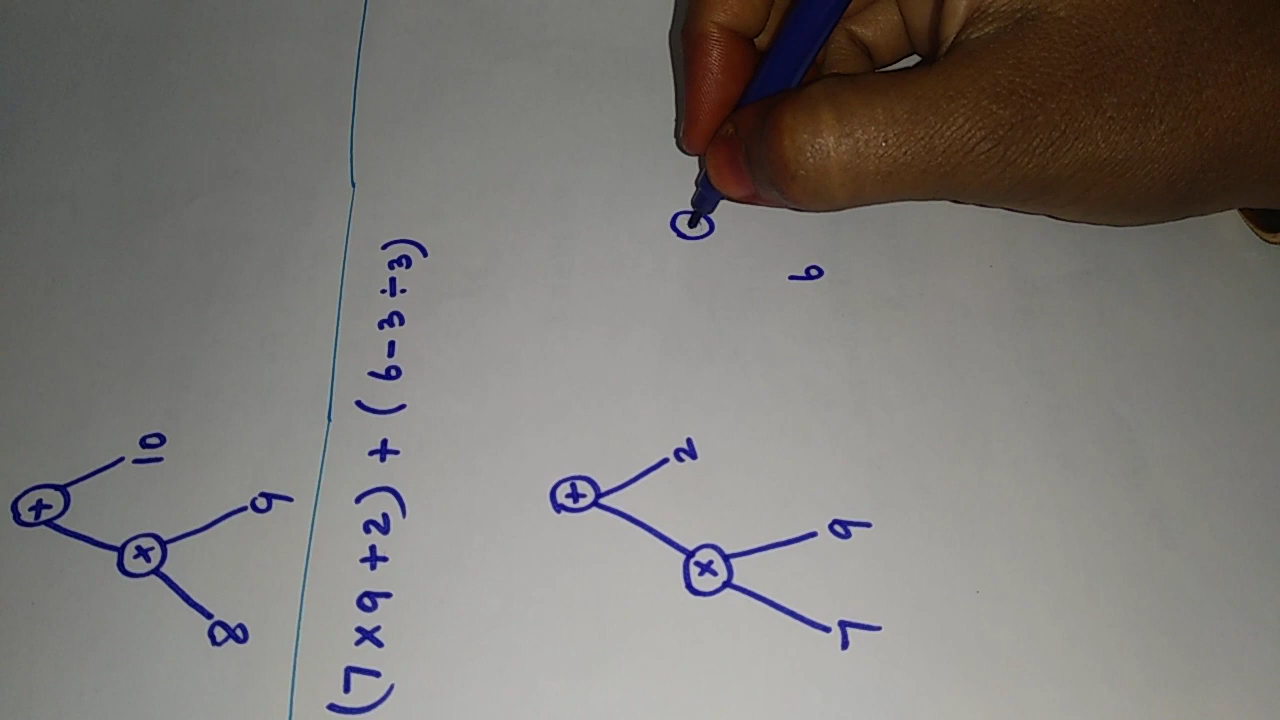 +
× 10
8 9
(7 × 9 + 2) + (6 - 3 ÷ 3)
+
× 2
7 9 6